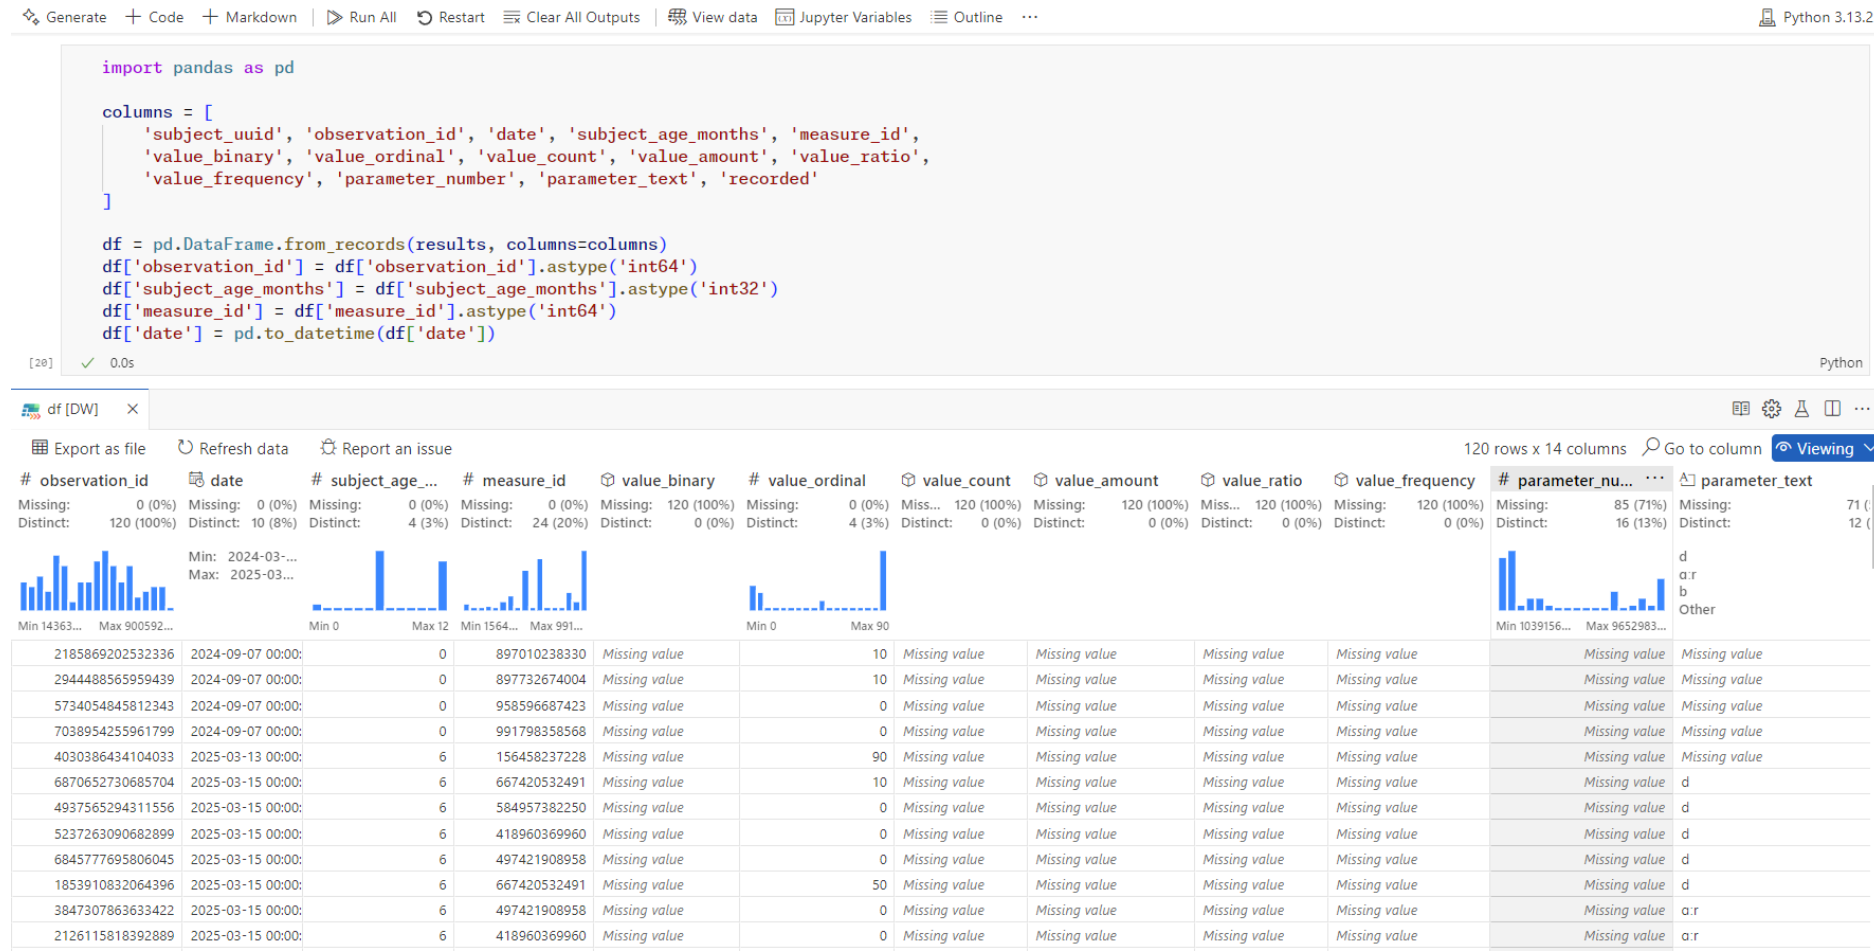 Generate + Code + Markdown Run All Restart Clear All Outputs View data Jupyter Variables Outline ··· Python 3.13.2
import pandas as pd
columns = [
'subject_uuid', 'observation_id', 'date', 'subject_age_months', 'measure_id',
'value_binary', 'value_ordinal', 'value_count', 'value_amount', 'value_ratio',
'value_frequency', 'parameter_number', 'parameter_text', 'recorded'
]
df = pd.DataFrame.from_records(results, columns=columns)
df['observation_id'] = df['observation_id'].astype('int64')
df['subject_age_months'] = df['subject_age_months'].astype('int32')
df['measure_id'] = df['measure_id'].astype('int64')
df['date'] = pd.to_datetime(df['date'])
[20] ✓ 0.0s Python
df [DW] ×
Export as file Refresh data Report an issue 120 rows x 14 columns Go to column Viewing
# observation_id date # subject_age_... # measure_id value_binary # value_ordinal value_count value_amount value_ratio value_frequency # parameter_nu... ··· parameter_text
Missing: 0 (0%) Missing: 0 (0%) Missing: 0 (0%) Missing: 0 (0%) Missing: 120 (100%) Missing: 0 (0%) Miss... 120 (100%) Missing: 120 (100%) Miss... 120 (100%) Missing: 120 (100%) Missing: 85 (71%) Missing: 71 (
Distinct: 120 (100%) Distinct: 10 (8%) Distinct: 4 (3%) Distinct: 24 (20%) Distinct: 0 (0%) Distinct: 4 (3%) Distinct: 0 (0%) Distinct: 0 (0%) Distinct: 0 (0%) Distinct: 0 (0%) Distinct: 16 (13%) Distinct: 12 (
Min: 2024-03-... d
Max: 2025-03... ɑːr
b
Other
Min 14363... Max 900592... Min 0 Max 12 Min 1564... Max 991... Min 0 Max 90 Min 1039156... Max 9652983...
2185869202532336 2024-09-07 00:00: 0 897010238330 Missing value 10 Missing value Missing value Missing value Missing value Missing value Missing value
2944488565959439 2024-09-07 00:00: 0 897732674004 Missing value 10 Missing value Missing value Missing value Missing value Missing value Missing value
5734054845812343 2024-09-07 00:00: 0 958596687423 Missing value 0 Missing value Missing value Missing value Missing value Missing value Missing value
7038954255961799 2024-09-07 00:00: 0 991798358568 Missing value 0 Missing value Missing value Missing value Missing value Missing value Missing value
4030386434104033 2025-03-13 00:00: 6 156458237228 Missing value 90 Missing value Missing value Missing value Missing value Missing value Missing value
6870652730685704 2025-03-15 00:00: 6 667420532491 Missing value 10 Missing value Missing value Missing value Missing value Missing value d
4937565294311556 2025-03-15 00:00: 6 584957382250 Missing value 0 Missing value Missing value Missing value Missing value Missing value d
5237263090682899 2025-03-15 00:00: 6 418960369960 Missing value 0 Missing value Missing value Missing value Missing value Missing value d
6845777695806045 2025-03-15 00:00: 6 497421908958 Missing value 0 Missing value Missing value Missing value Missing value Missing value d
1853910832064396 2025-03-15 00:00: 6 667420532491 Missing value 50 Missing value Missing value Missing value Missing value Missing value d
3847307863633422 2025-03-15 00:00: 6 497421908958 Missing value 0 Missing value Missing value Missing value Missing value Missing value ɑːr
2126115818392889 2025-03-15 00:00: 6 418960369960 Missing value 0 Missing value Missing value Missing value Missing value Missing value ɑːr